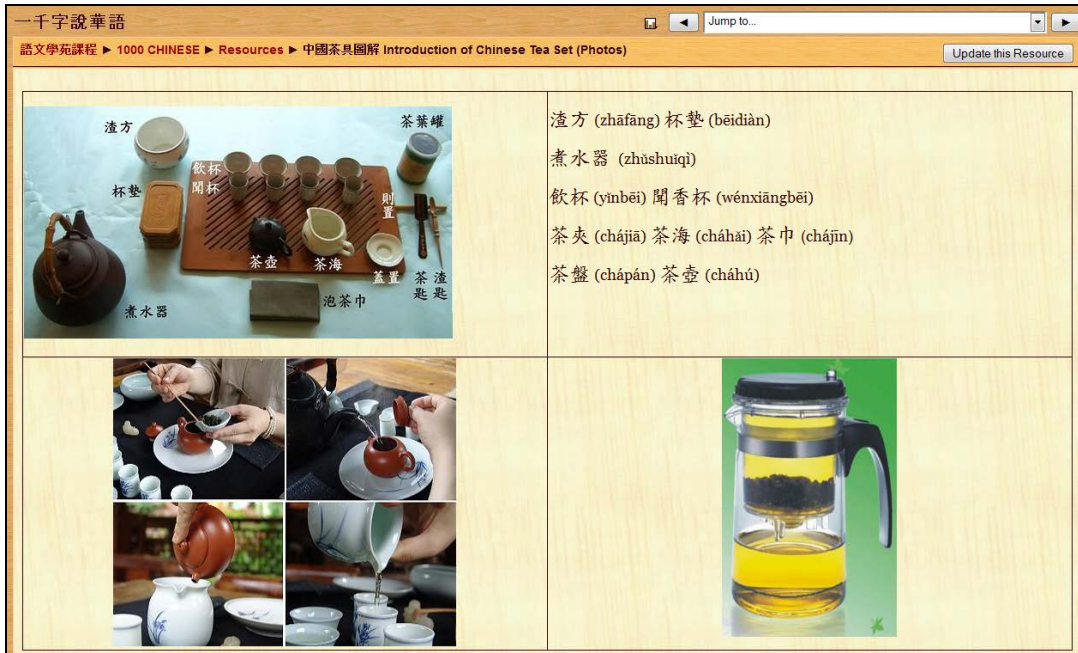 一千字說華語
Jump to...
語文學苑課程 ► 1000 CHINESE ► Resources ► 中國茶具圖解 Introduction of Chinese Tea Set (Photos)
Update this Resource
渣方
茶葉罐
飲杯
聞杯
杯墊
則置
茶壺
茶海
蓋置
茶匙
渣匙
泡茶巾
煮水器
渣方 (zhāfāng) 杯墊 (bēidiàn)
煮水器 (zhǔshuǐqì)
飲杯 (yǐnbēi) 聞香杯 (wénxiāngbēi)
茶夾 (chájiā) 茶海 (cháhǎi) 茶巾 (chájīn)
茶盤 (chápán) 茶壺 (cháhú)